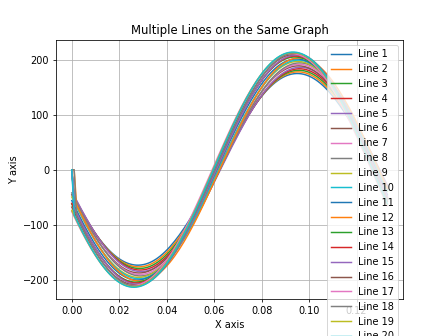 Multiple Lines on the Same Graph
Y axis
200
100
0
−100
−200
0.00
0.02
0.04
0.06
0.08
0.10
X axis
Line 1
Line 2
Line 3
Line 4
Line 5
Line 6
Line 7
Line 8
Line 9
Line 10
Line 11
Line 12
Line 13
Line 14
Line 15
Line 16
Line 17
Line 18
Line 19